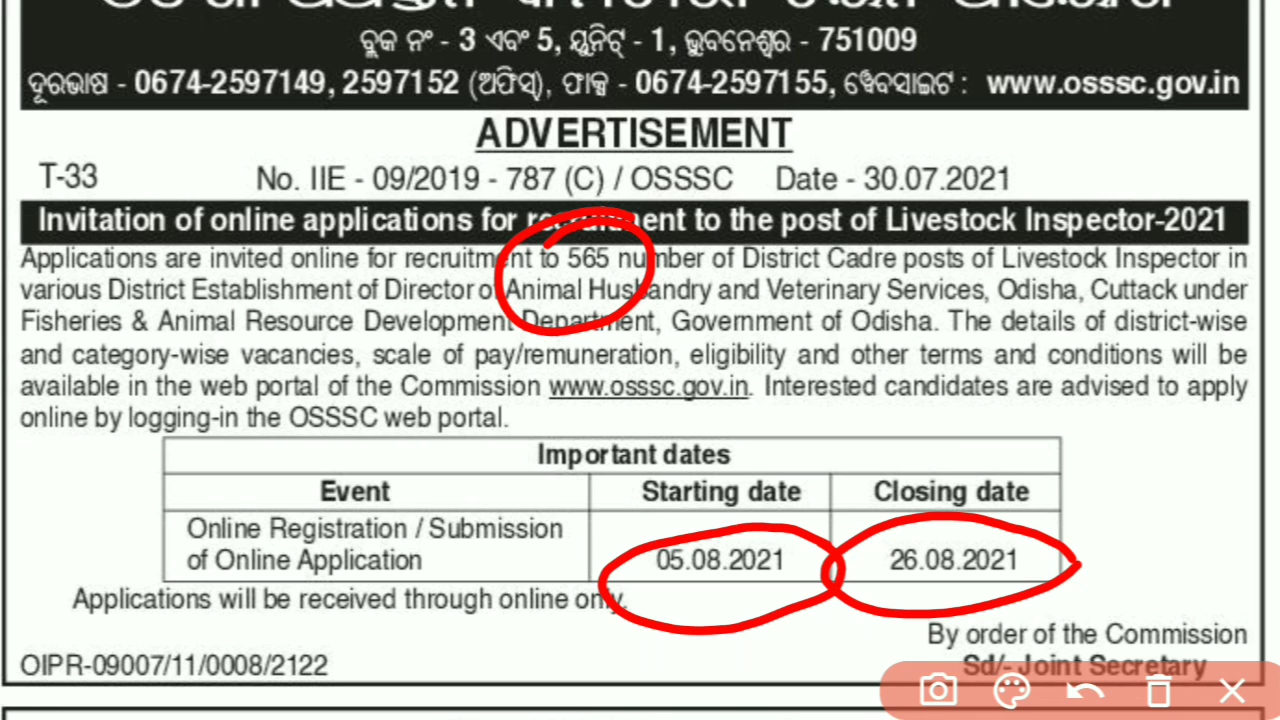 ବ୍ଲକ ନଂ - 3 ଏବଂ 5, ୟୁନିଟ୍ - 1, ଭୁବନେଶ୍ୱର - 751009
ଦୂରଭାଷ - 0674-2597149, 2597152 (ଅଫିସ୍), ଫାକ୍ସ - 0674-2597155, ୱେବସାଇଟ : www.osssc.gov.in
ADVERTISEMENT
T-33 No. IIE - 09/2019 - 787 (C) / OSSSC Date - 30.07.2021
Invitation of online applications for recruitment to the post of Livestock Inspector-2021
Applications are invited online for recruitment to 565 number of District Cadre posts of Livestock Inspector in
various District Establishment of Director of Animal Husbandry and Veterinary Services, Odisha, Cuttack under
Fisheries & Animal Resource Development Department, Government of Odisha. The details of district-wise
and category-wise vacancies, scale of pay/remuneration, eligibility and other terms and conditions will be
available in the web portal of the Commission www.osssc.gov.in. Interested candidates are advised to apply
online by logging-in the OSSSC web portal.
Important dates
Event Starting date Closing date
Online Registration / Submission
of Online Application 05.08.2021 26.08.2021
Applications will be received through online only.
By order of the Commission
OIPR-09007/11/0008/2122 Sd/- Joint Secretary